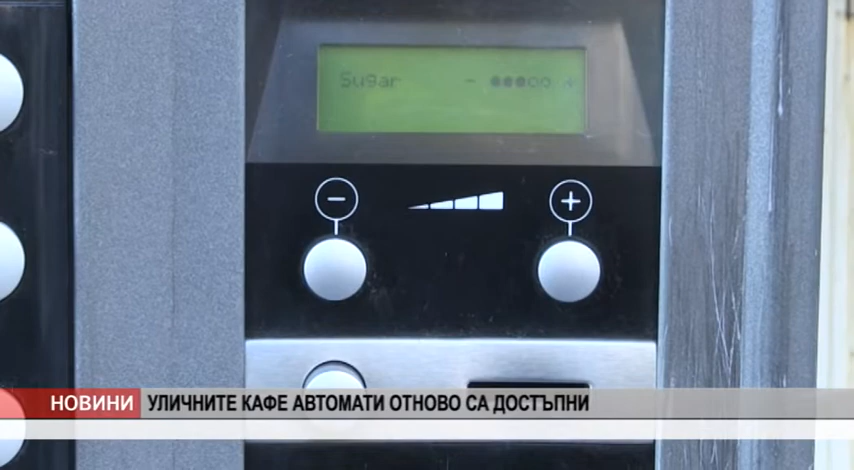 Sugar - ●●●○○ +
НОВИНИ УЛИЧНИТЕ КАФЕ АВТОМАТИ ОТНОВО СА ДОСТЪПНИ